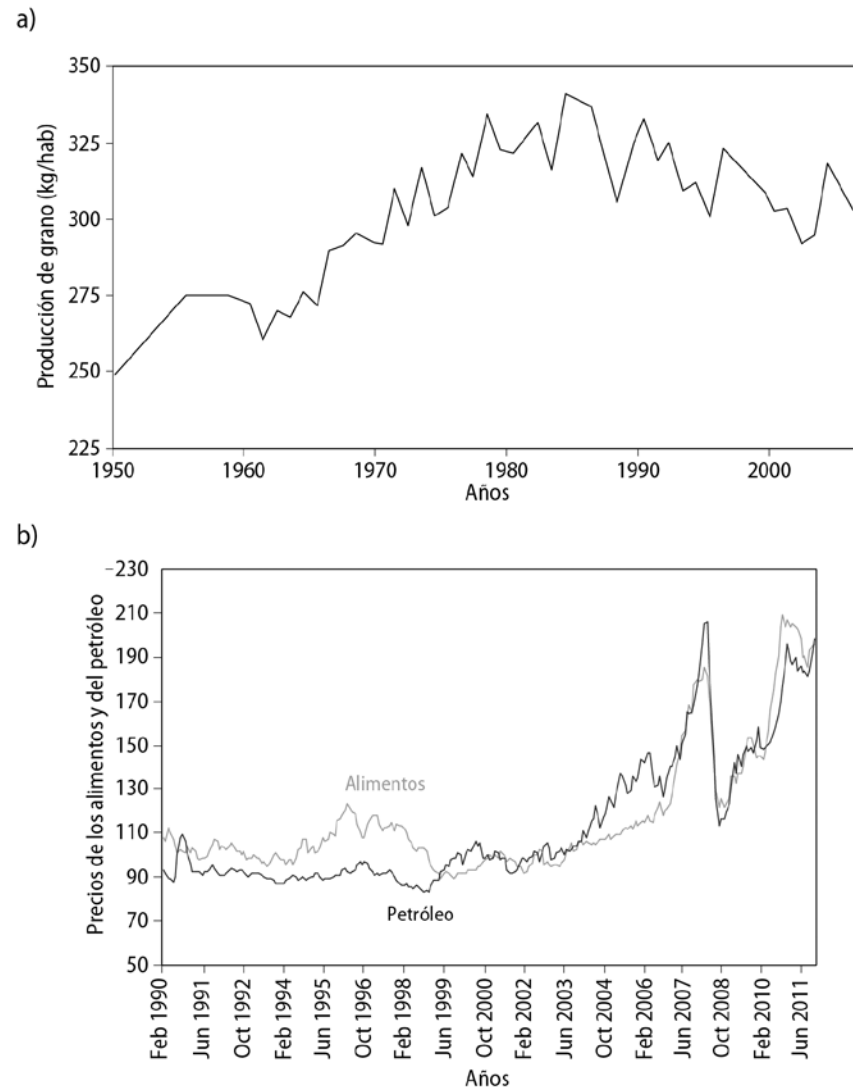 a)
Producción de grano (kg/hab)
350
325
300
275
250
225
1950
1960
1970
1980
1990
2000
Años
b)
Precios de los alimentos y del petróleo
–230
210
190
170
150
130
110
90
70
50
Alimentos
Petróleo
Feb 1990
Jun 1991
Oct 1992
Feb 1994
Jun 1995
Oct 1996
Feb 1998
Jun 1999
Oct 2000
Feb 2002
Jun 2003
Oct 2004
Feb 2006
Jun 2007
Oct 2008
Feb 2010
Jun 2011
Años